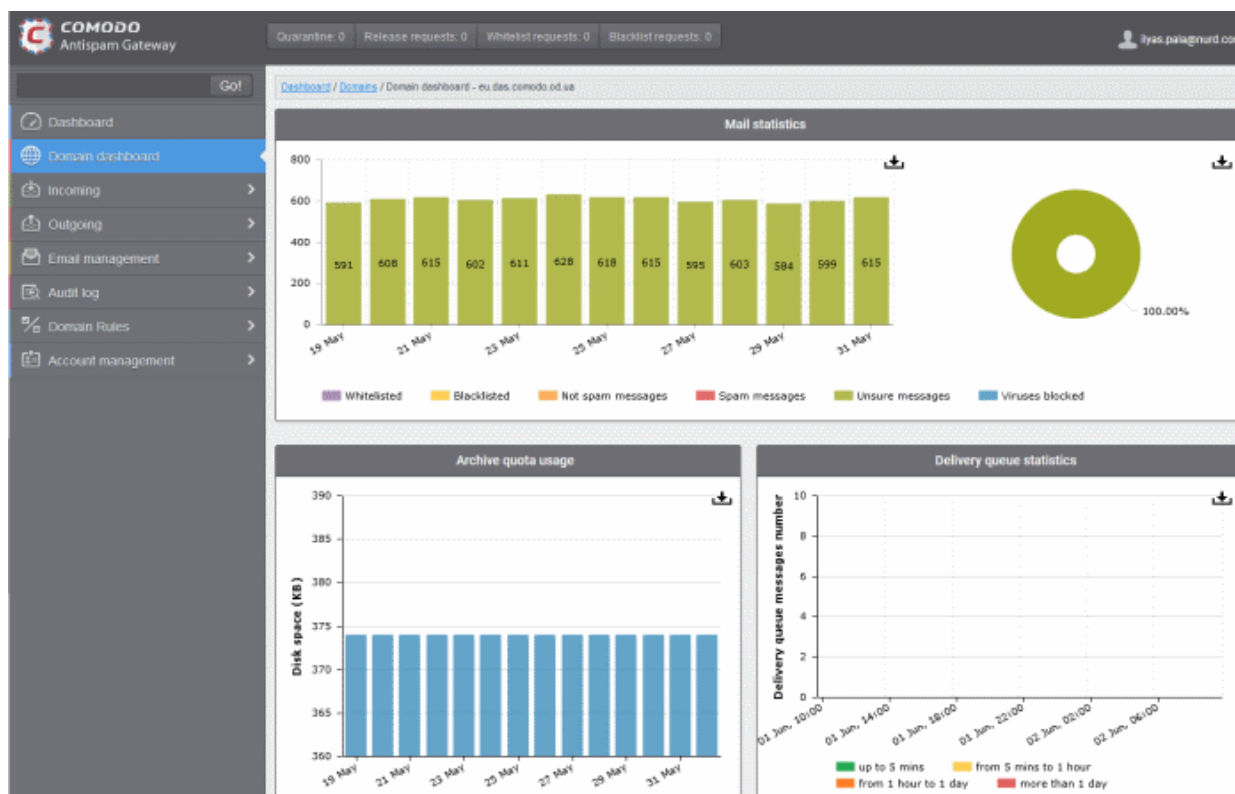 COMODO
Antispam Gateway
Quarantine: 0 Release requests: 0 Whitelist requests: 0 Blacklist requests: 0
Go!
Dashboard / Domains / Domain dashboard - eu.das.comodo.od.ua
Dashboard
Domain dashboard
Incoming
Outgoing
Email management
Audit log
Domain Rules
Account management
Mail statistics
800
600
400
200
0
591 608 615 602 611 628 618 615 595 603 584 599 615
19 May 21 May 23 May 25 May 27 May 29 May 31 May
100.00%
Whitelisted Blacklisted Not spam messages Spam messages Unsure messages Viruses blocked
Archive quota usage
Disk space (KB)
390
385
380
375
370
365
360
19 May 21 May 23 May 25 May 27 May 29 May 31 May
Delivery queue statistics
Delivery queue messages number
10
8
6
4
2
0
01 Jun, 10:00 01 Jun, 14:00 01 Jun, 18:00 01 Jun, 22:00 02 Jun, 02:00 02 Jun, 06:00
up to 5 mins from 5 mins to 1 hour
from 1 hour to 1 day more than 1 day